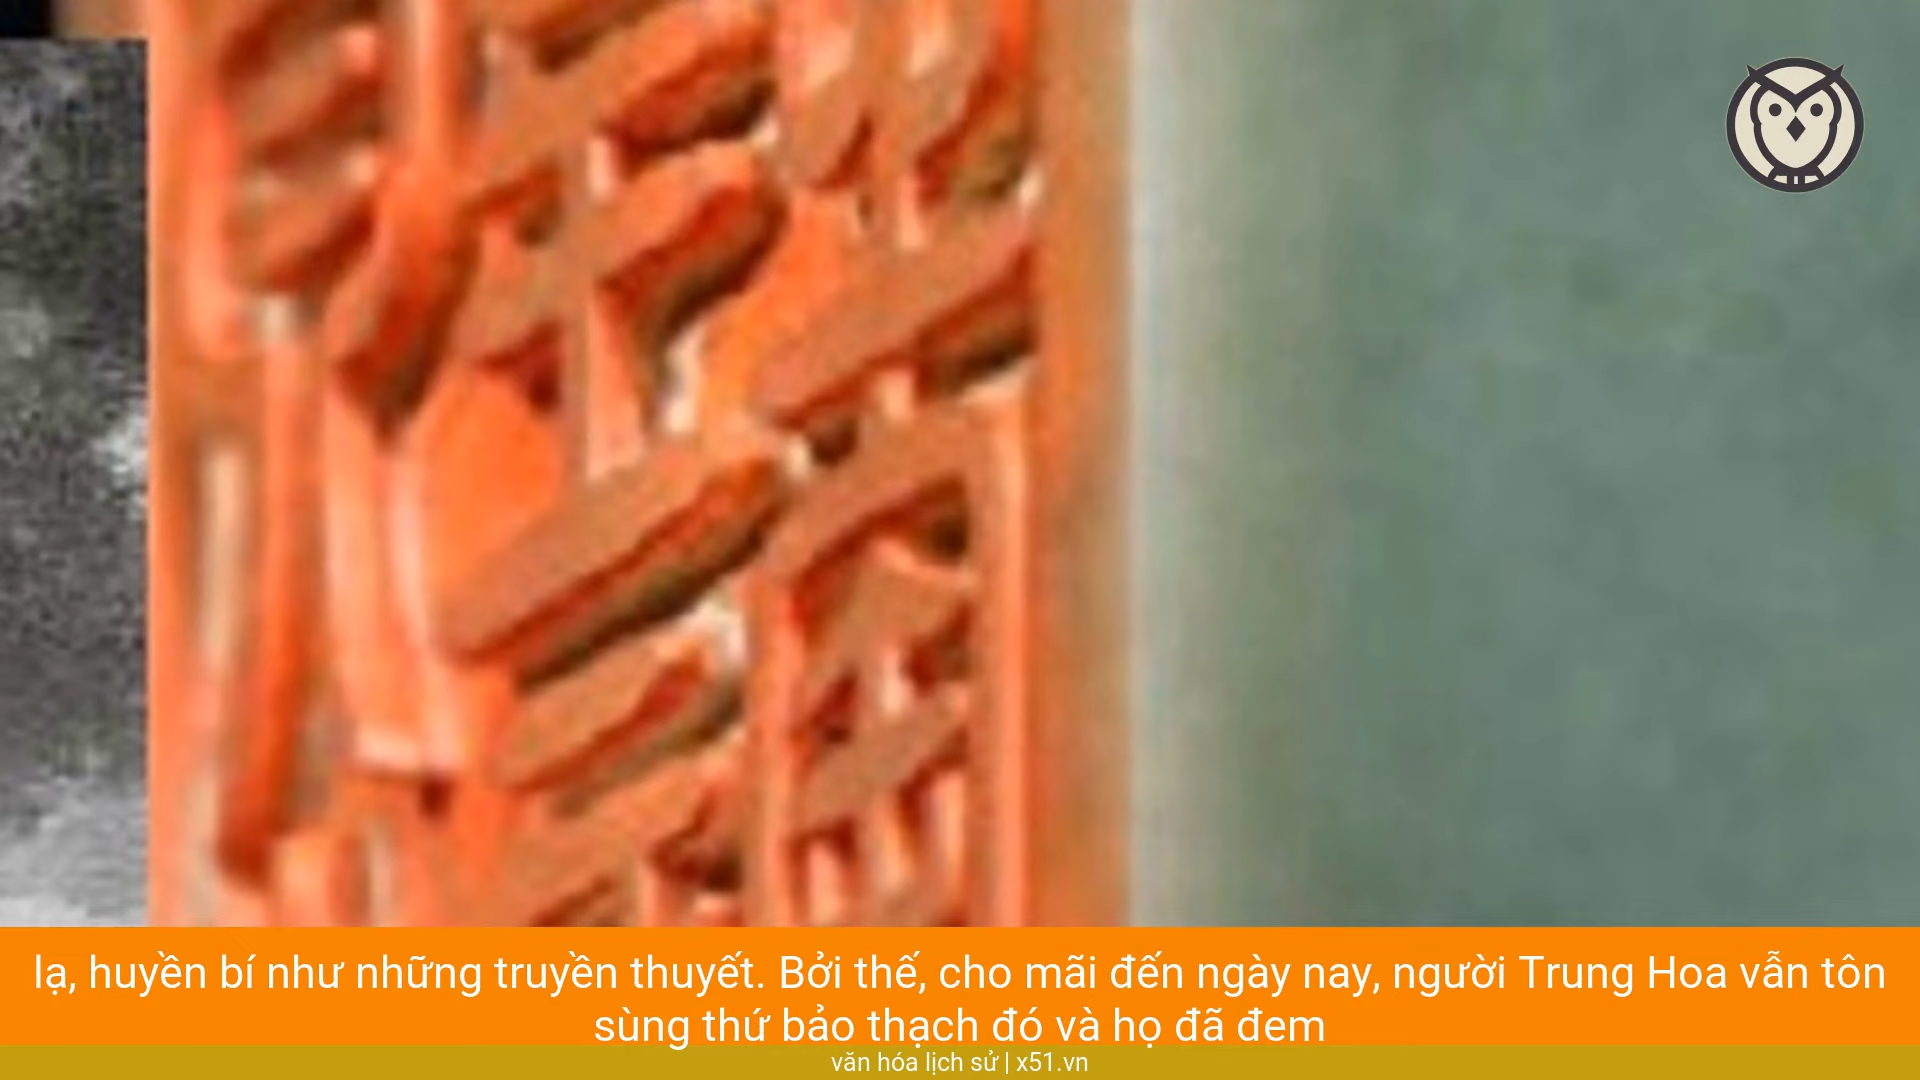 lạ, huyền bí như những truyền thuyết. Bởi thế, cho mãi đến ngày nay, người Trung Hoa vẫn tôn
sùng thứ bảo thạch đó và họ đã đem
văn hóa lịch sử | x51.vn